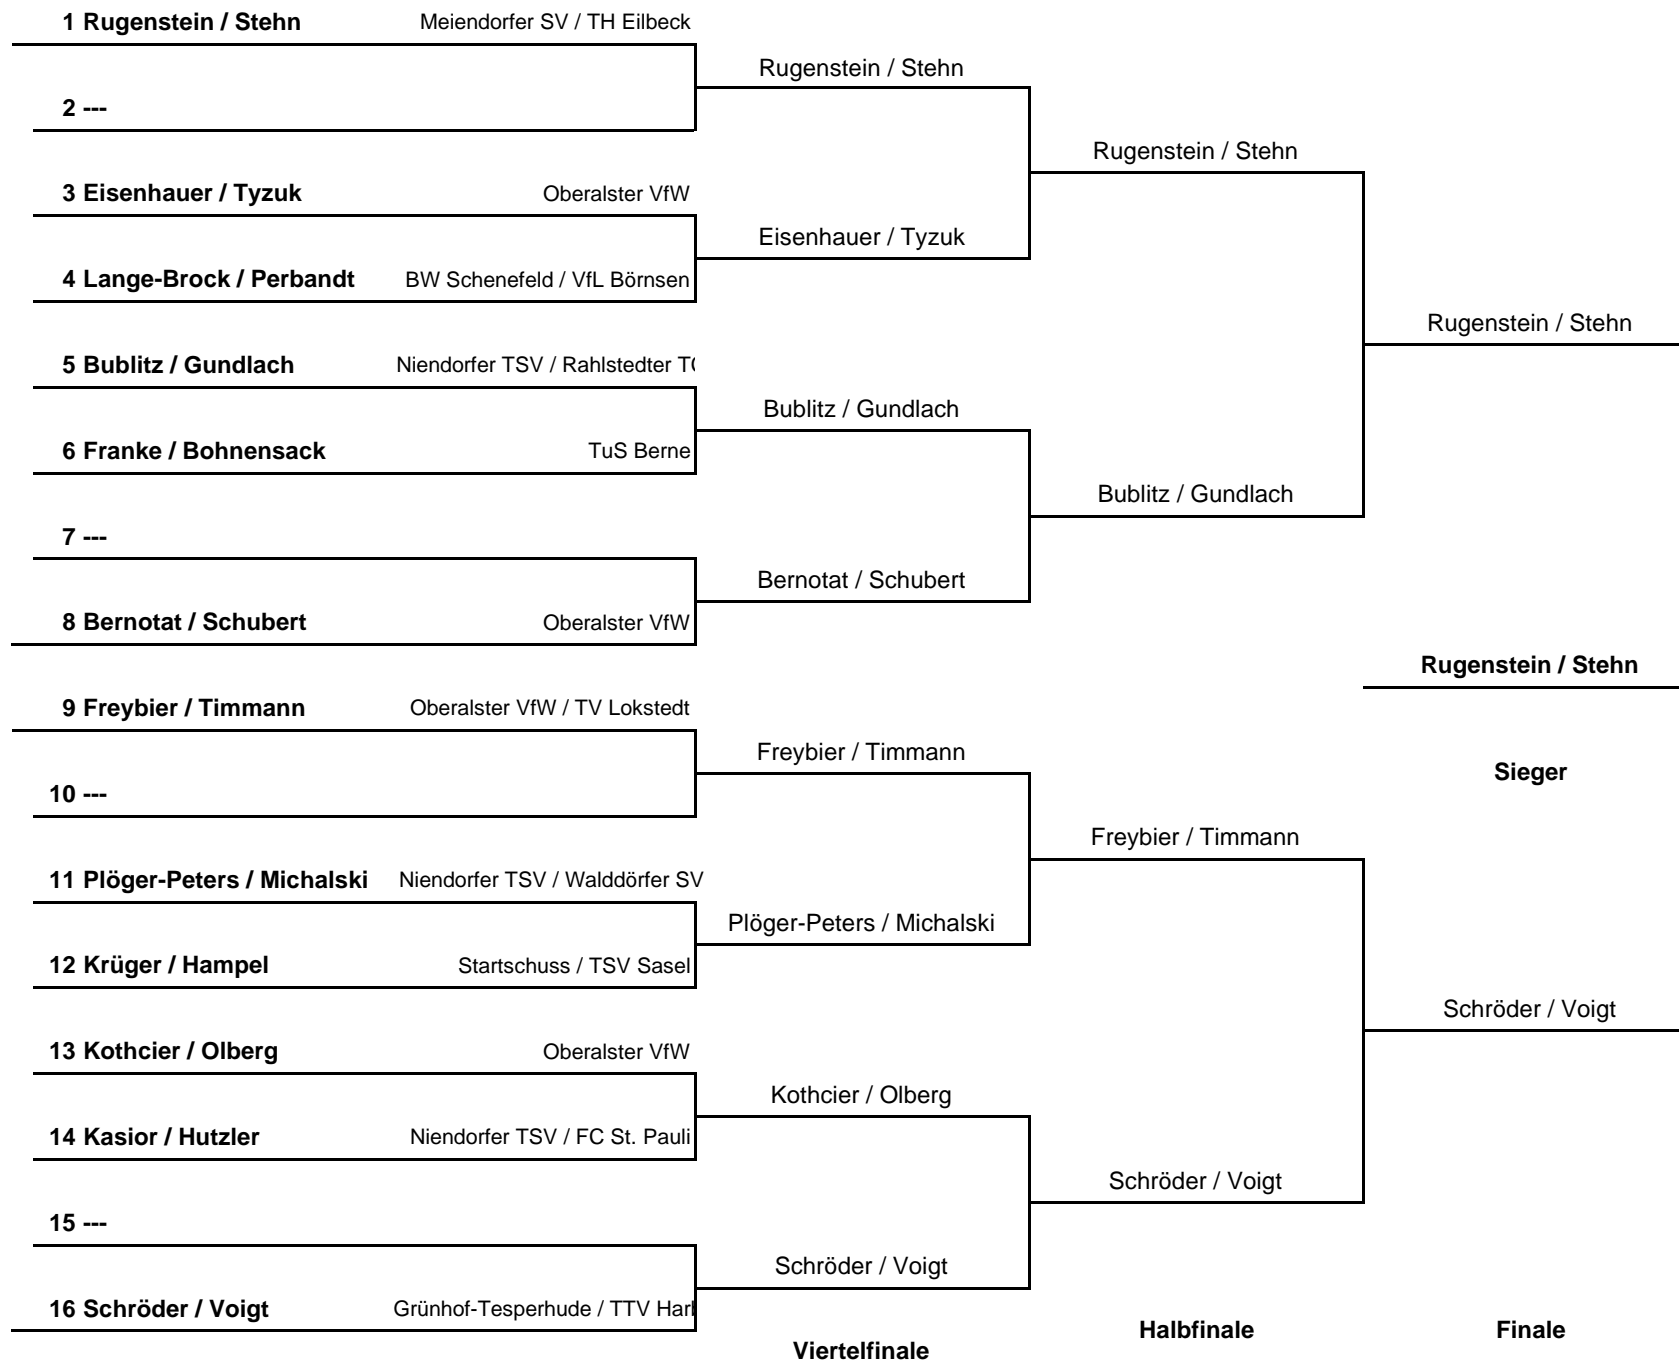 1 Rugenstein / Stehn Meiendorfer SV / TH Eilbeck
Rugenstein / Stehn
2 ---
Rugenstein / Stehn
3 Eisenhauer / Tyzuk Oberalster VfW
Eisenhauer / Tyzuk
4 Lange-Brock / Perbandt BW Schenefeld / VfL Börnsen
Rugenstein / Stehn
5 Bublitz / Gundlach Niendorfer TSV / Rahlstedter
Bublitz / Gundlach
6 Franke / Bohnensack TuS Berne
Bublitz / Gundlach
7 ---
Bernotat / Schubert
8 Bernotat / Schubert Oberalster VfW
Rugenstein / Stehn
9 Freybier / Timmann Oberalster VfW / TV Lokstedt
Freybier / Timmann
Sieger
10 ---
Freybier / Timmann
11 Plöger-Peters / Michalski Niendorfer TSV / Walddörfer SV
Plöger-Peters / Michalski
12 Krüger / Hampel Startschuss / TSV Sasel
Schröder / Voigt
13 Kothcier / Olberg Oberalster VfW
Kothcier / Olberg
14 Kasior / Hutzler Niendorfer TSV / FC St. Pauli
Schröder / Voigt
15 ---
Schröder / Voigt
16 Schröder / Voigt Grünhof-Tesperhude / TTV
Viertelfinale
Halbfinale
Finale